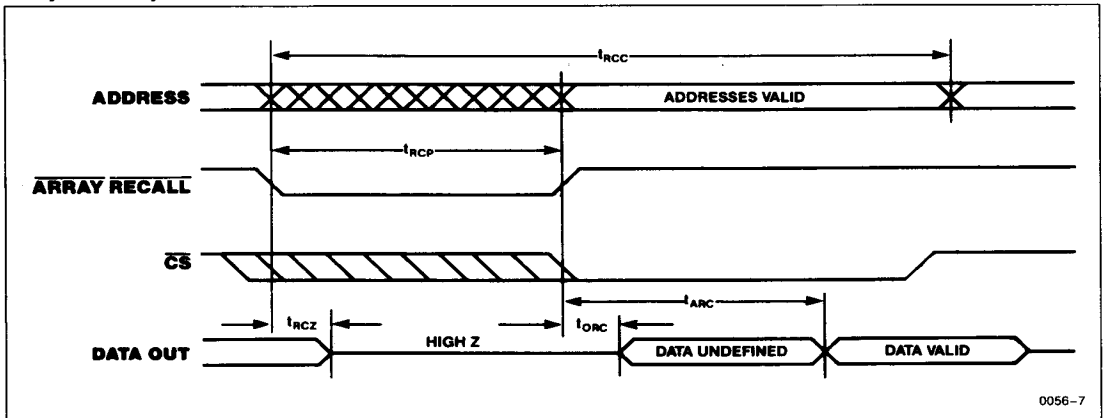 tRCC
ADDRESS
ADDRESSES VALID
tRCP
ARRAY RECALL
CS
tARC
tRCZ
tORC
DATA OUT
HIGH Z
DATA UNDEFINED
DATA VALID
0056-7